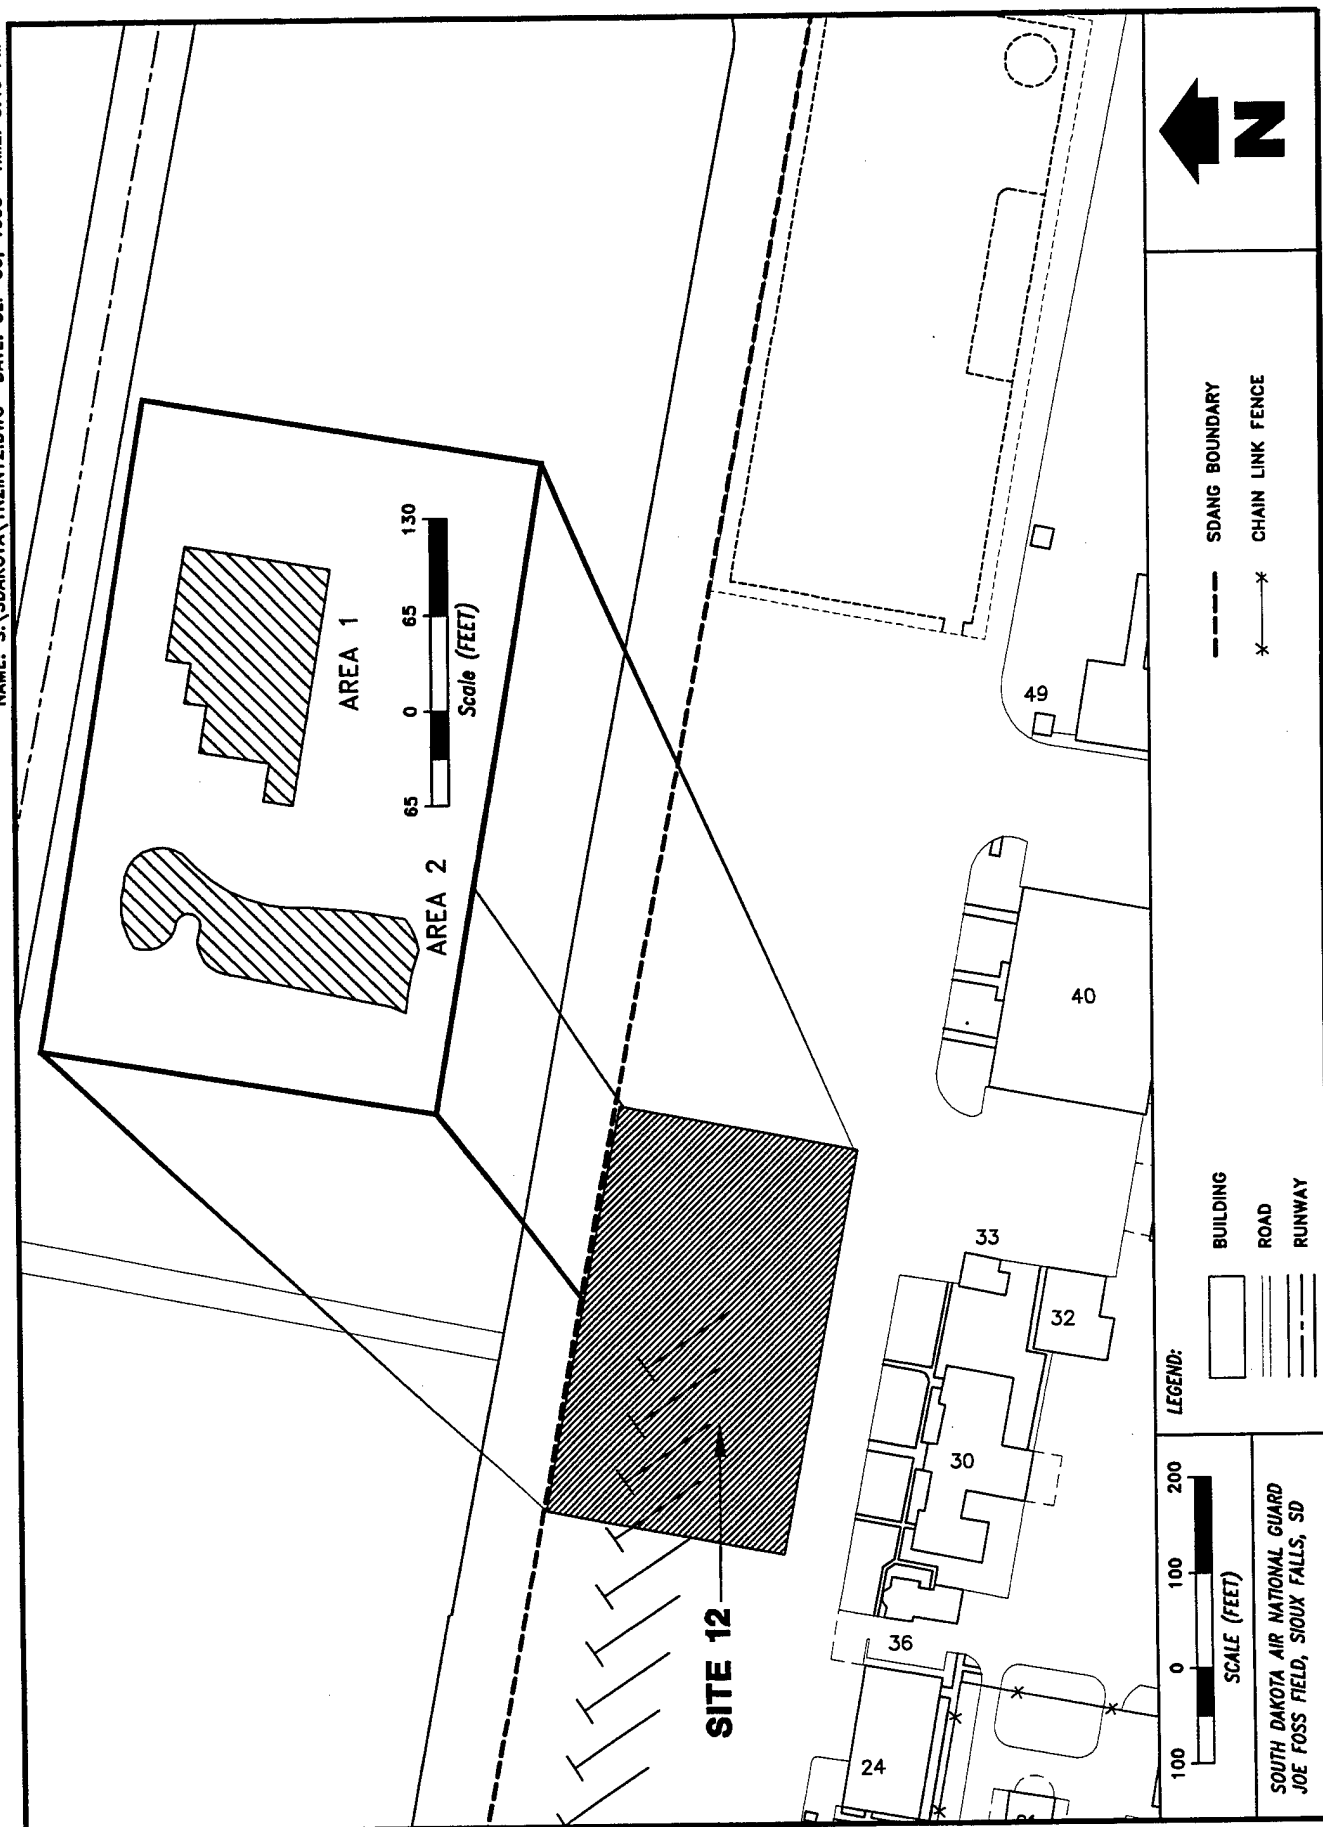 AREA 2
AREA 1
65 0 65 130
Scale (FEET)
SITE 12
24
36
30
32
33
40
49
100 0 100 200
SCALE (FEET)
SOUTH DAKOTA AIR NATIONAL GUARD
JOE FOSS FIELD, SIOUX FALLS, SD
LEGEND:
BUILDING
ROAD
RUNWAY
SDANG BOUNDARY
CHAIN LINK FENCE
N